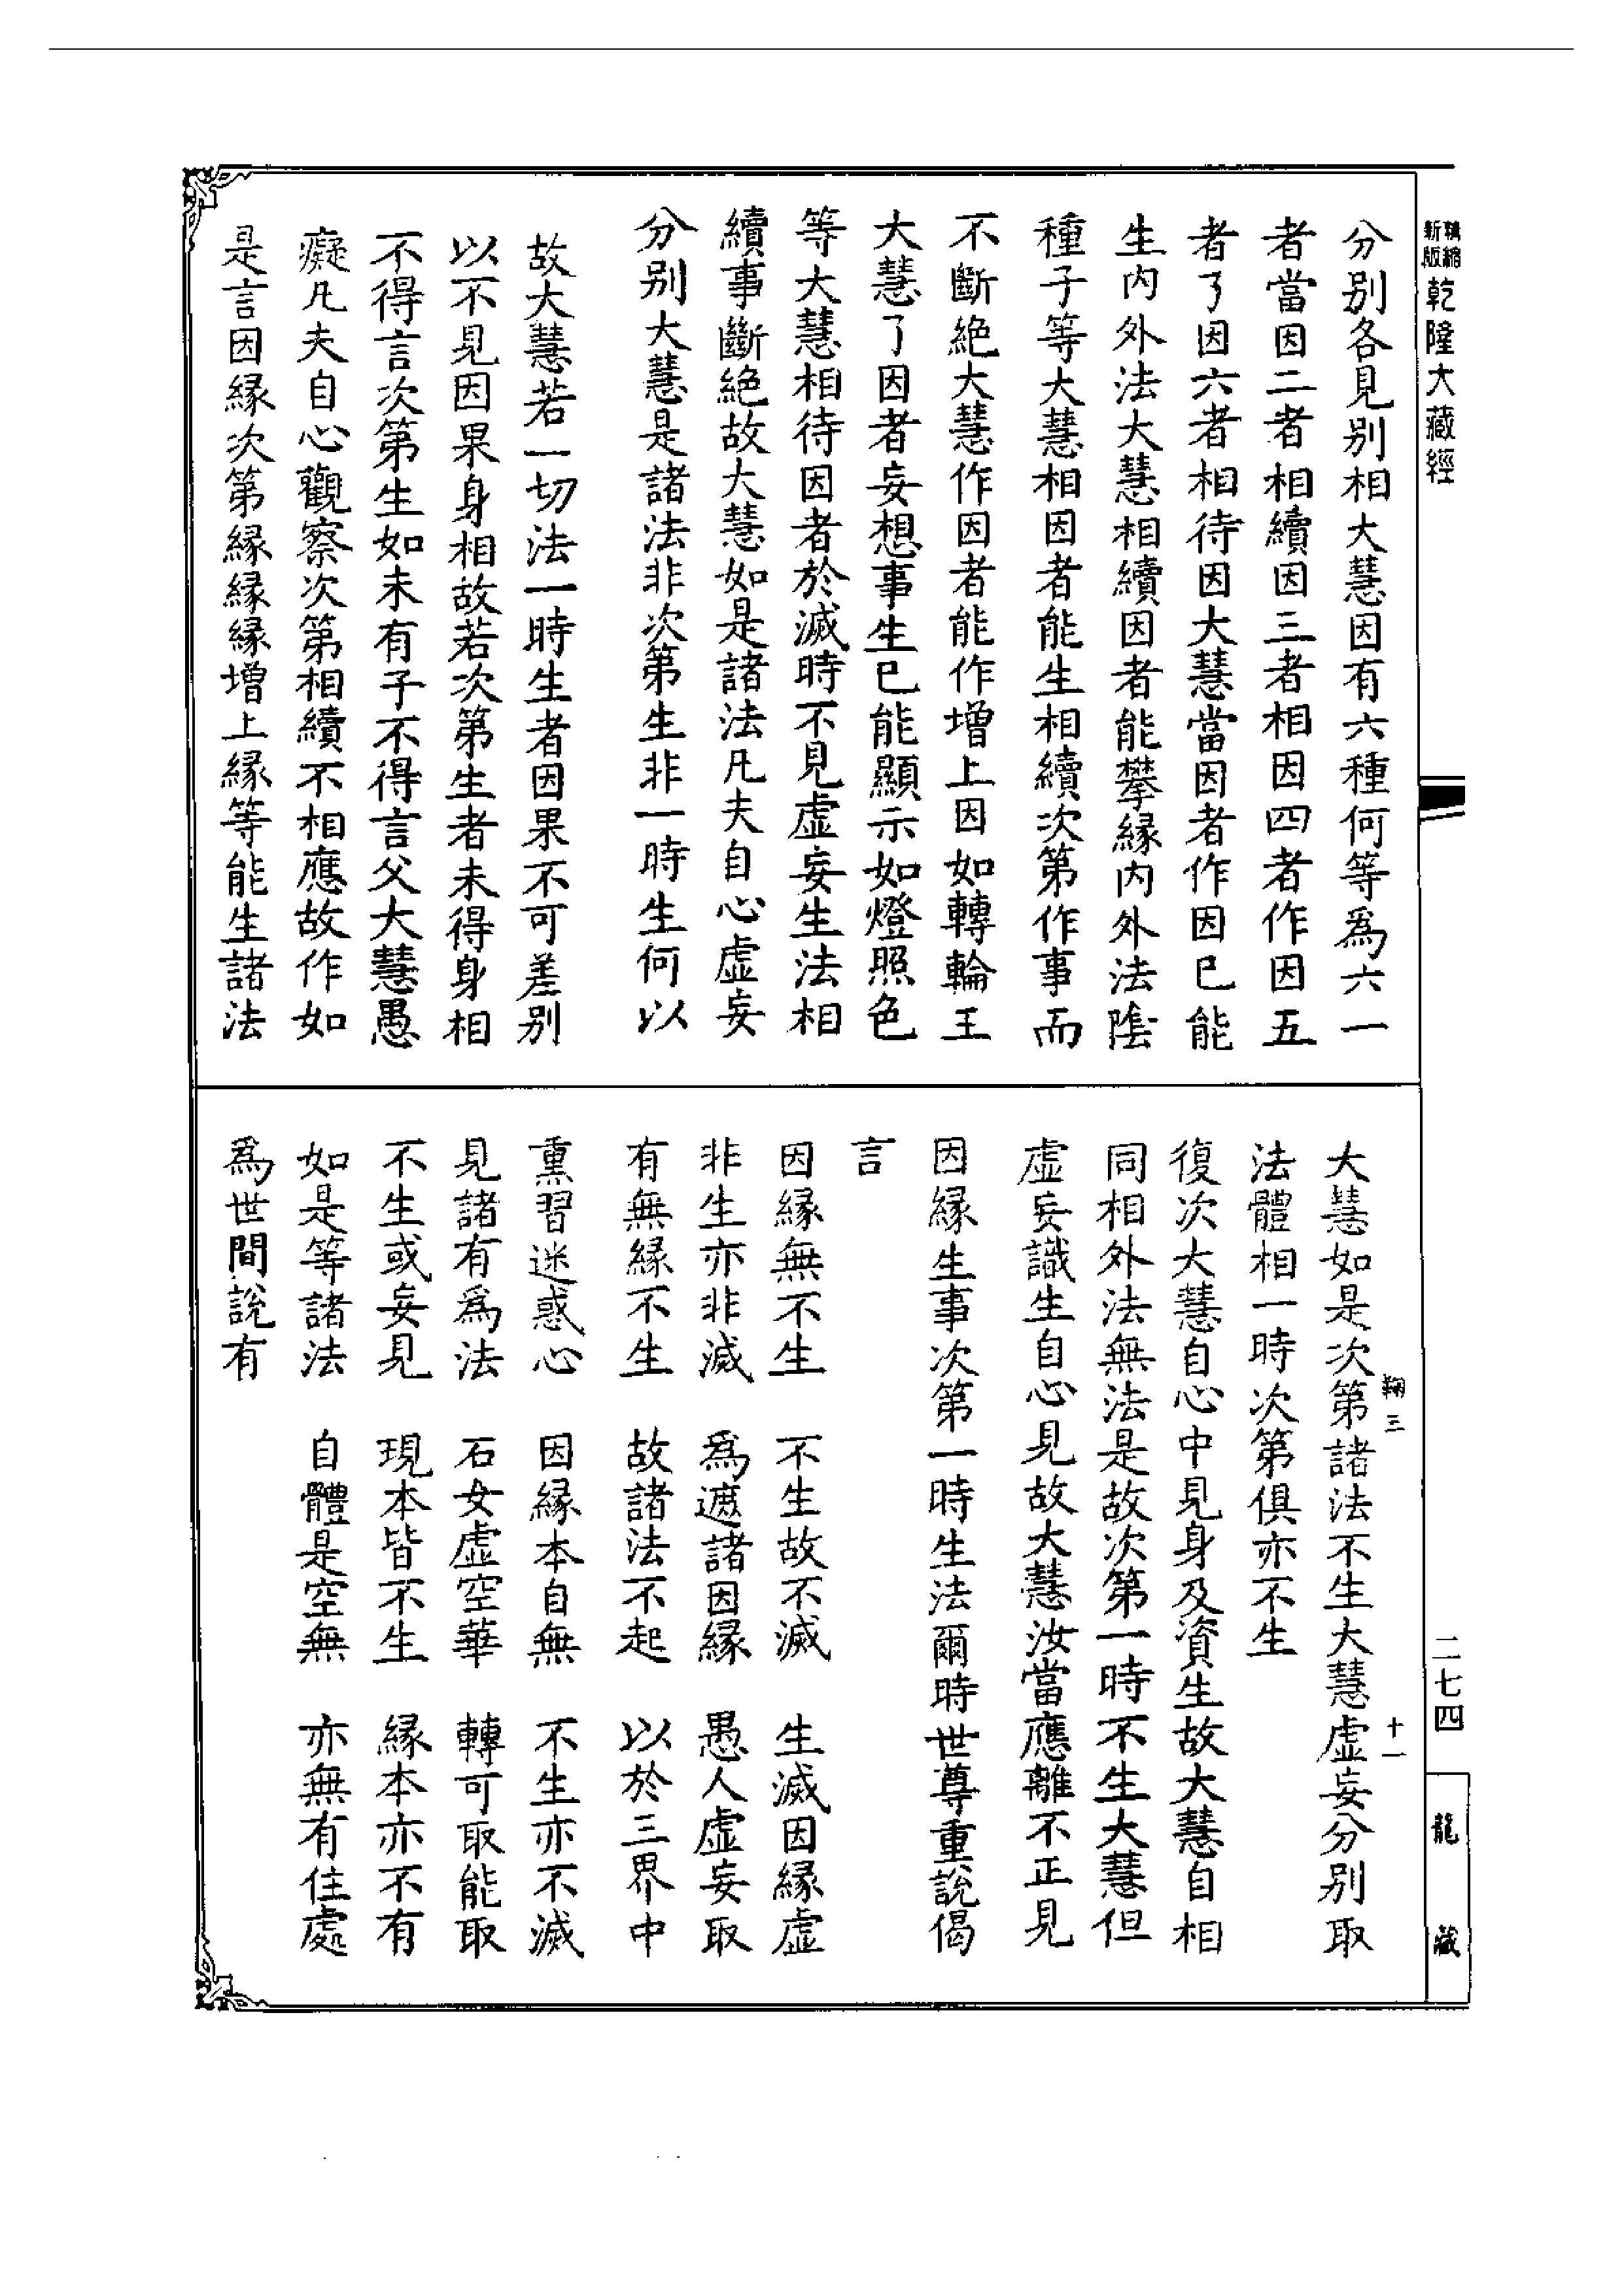 新版精縮乾隆大藏經
分別各見別相大慧因有六種何等爲六一
者當因二者相續因三者相因四者作因五
者了因六者相待因大慧當因者作因已能
生內外法大慧相續因者能攀緣內外法陰
種子等大慧相因者能生相續次第作事而
不斷絕大慧作因者能作增上因如轉輪王
大慧了因者妄想事生已能顯示如燈照色
等大慧相待因者於滅時不見虛妄生法相
續事斷絕故大慧如是諸法凡夫自心虛妄
分別大慧是諸法非次第生非一時生何以
故大慧若一切法一時生者因果不可差別
以不見因果身相故若次第生者未得身相
不得言次第生如未有子不得言父大慧愚
癡凡夫自心觀察次第相續不相應故作如
是言因緣次第緣緣緣增上緣等能生諸法
二七四
龍藏
鞠三
十一
大慧如是次第諸法不生大慧虛妄分別取
法體相一時次第俱亦不生
復次大慧自心中見身及資生故大慧自相
同相外法無法是故次第一時不生大慧但
虛妄識生自心見故大慧汝當應離不正見
因緣生事次第一時生法爾時世尊重說偈
言
因緣無不生　不生故不滅　生滅因緣虛
非生亦非滅　爲遮諸因緣　愚人虛妄取
有無緣不生　故諸法不起　以於三界中
熏習迷惑心　因緣本自無　不生亦不滅
見諸有爲法　石女虛空華　轉可取能取
不生或妄見　現本皆不生　緣本亦不有
如是等諸法　自體是空無　亦無有住處
爲世間說有